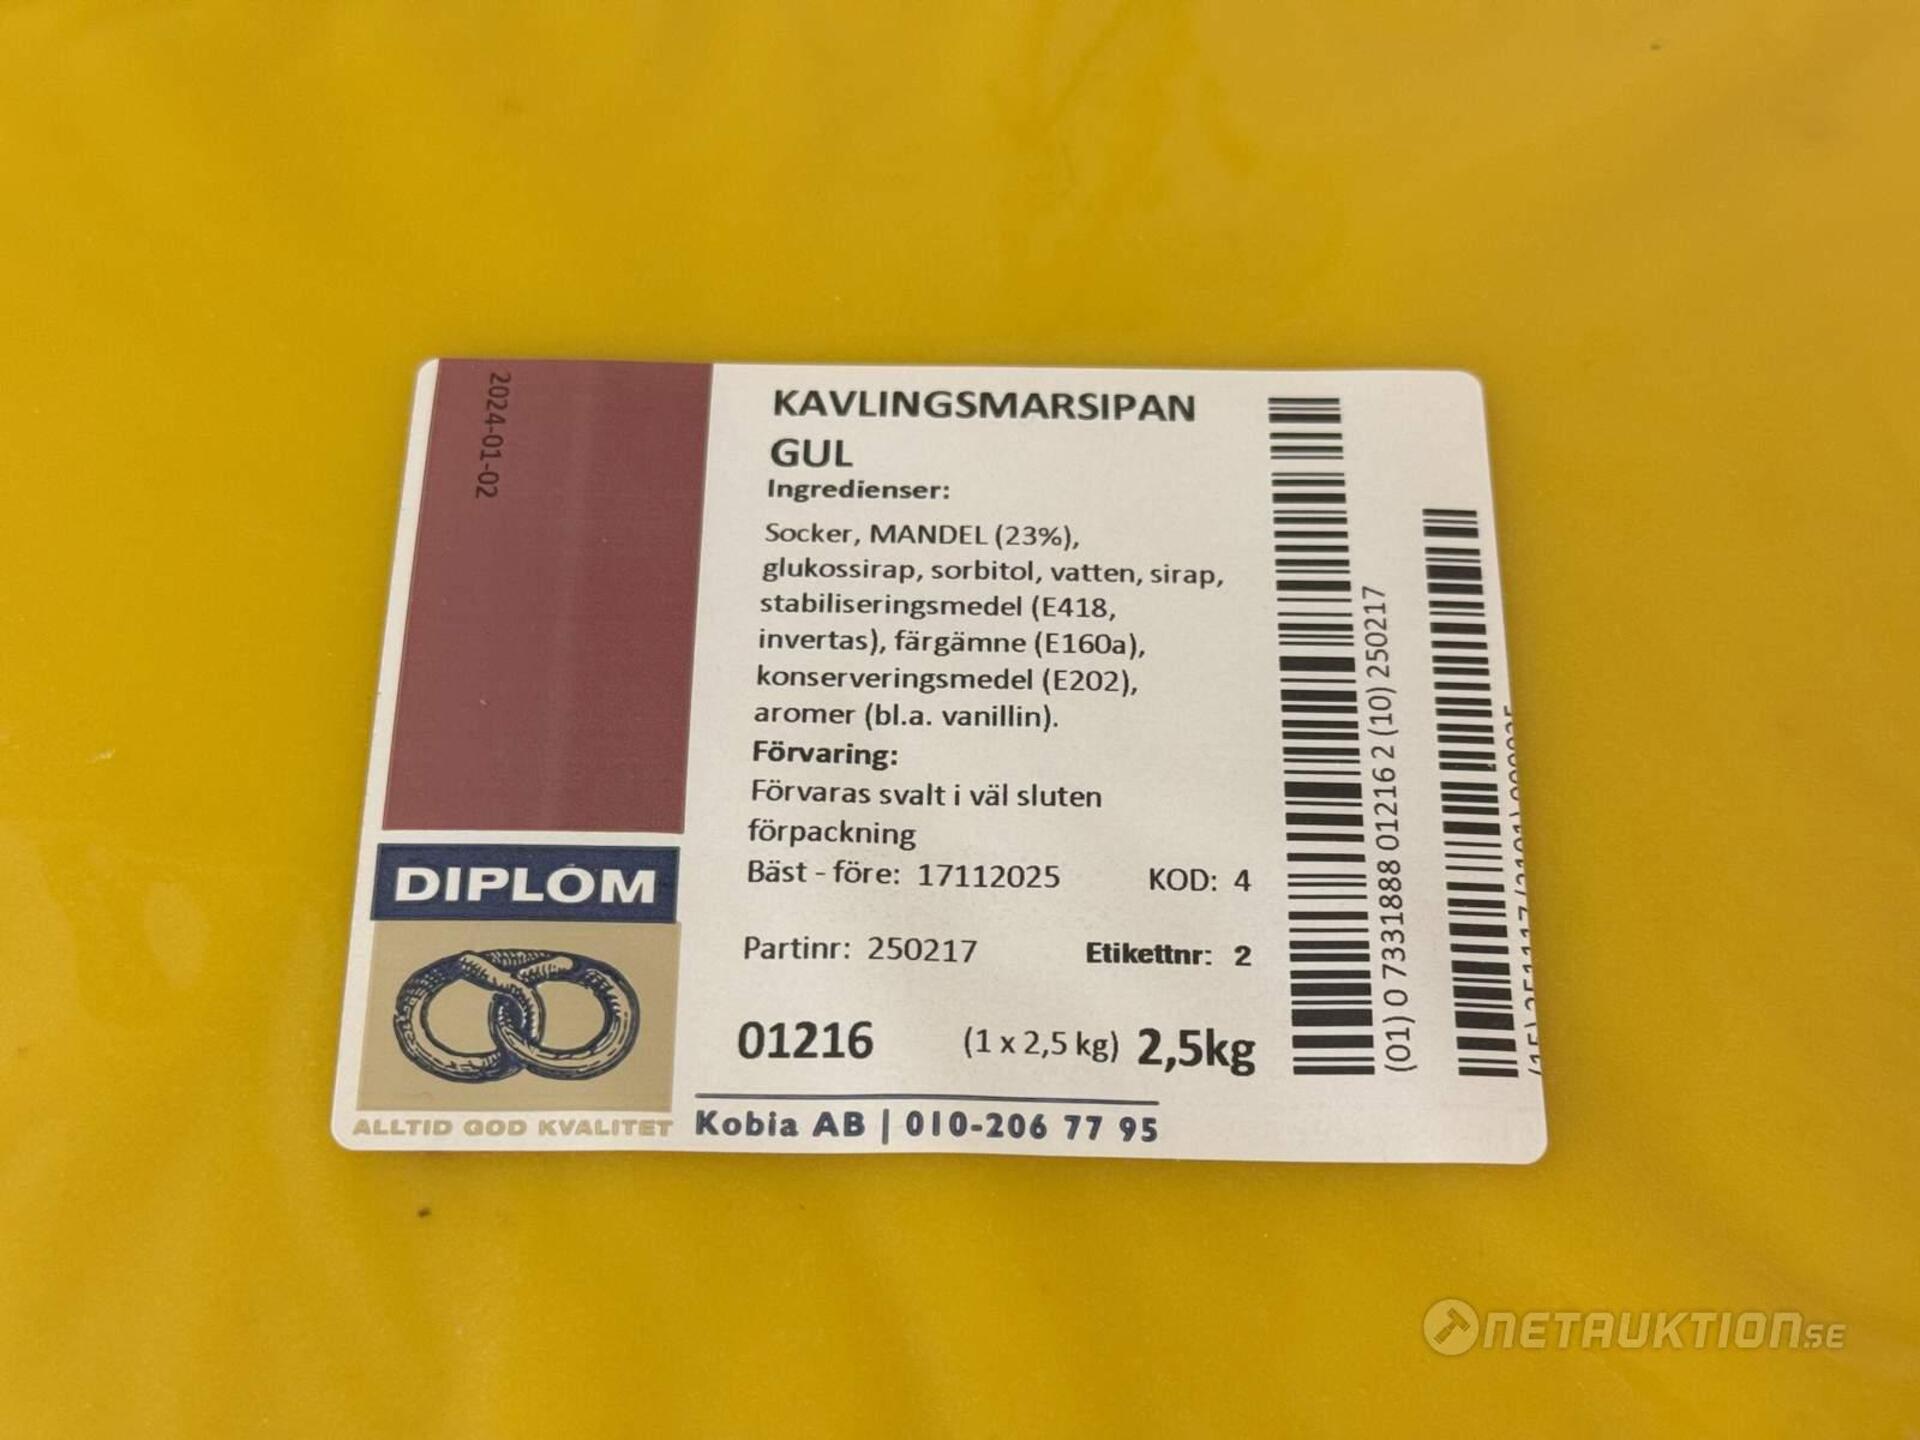 2024-01-02
KAVLINGSMARSIPAN
GUL
Ingredienser:
Socker, MANDEL (23%),
glukossirap, sorbitol, vatten, sirap,
stabiliseringsmedel (E418,
invertas), färgämne (E160a),
konserveringsmedel (E202),
aromer (bl.a. vanillin).
Förvaring:
Förvaras svalt i väl sluten
förpackning
Bäst - före: 17112025 KOD: 4
Partinr: 250217 Etikettnr: 2
01216 (1 x 2,5 kg) 2,5kg
Kobia AB | 010-206 77 95
DIPLÓM
ALLTID GOD KVALITET
(01) 0 7331888 01216 2 (10) 250217
NETAUKTION.SE